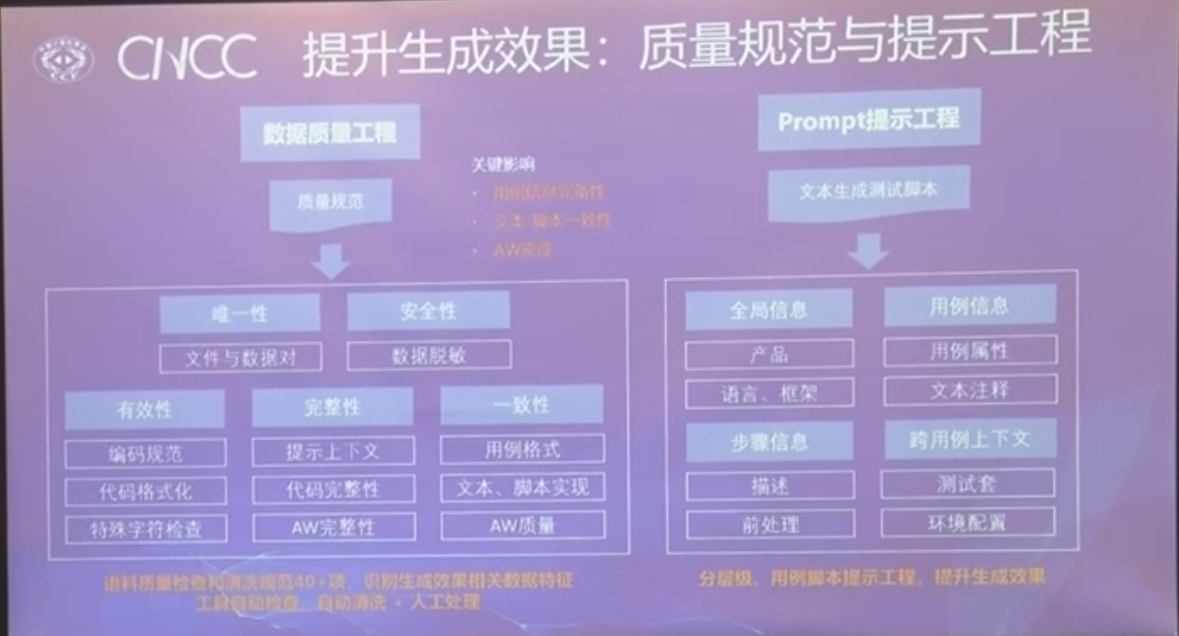 CNCC 提升生成效果：质量规范与提示工程
数据质量工程
质量规范
关键影响
• 用例信息完备性
• 文本-脚本一致性
• AW密度
唯一性
文件与数据对
安全性
数据脱敏
有效性
编码规范
代码格式化
特殊字符检查
完整性
提示上下文
代码完整性
AW完整性
一致性
用例格式
文本、脚本实现
AW质量
语料质量检查和清洗规范40+项，识别生成效果相关数据特征
工具自动检查，自动清洗 + 人工处理
Prompt提示工程
文本生成测试脚本
全局信息
产品
语言、框架
用例信息
用例属性
文本注释
步骤信息
描述
前处理
跨用例上下文
测试套
环境配置
分层级、用例脚本提示工程，提升生成效果